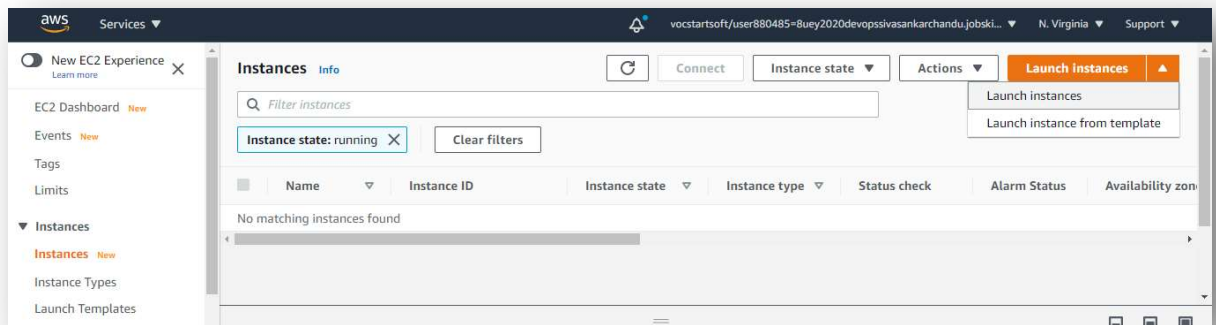 aws Services ▼ vocstartsoft/user880485=8uey2020devopssivasankarchandu.jobski... ▼ N. Virginia ▼ Support ▼
New EC2 Experience
Learn more
EC2 Dashboard New
Events New
Tags
Limits
▼ Instances
Instances New
Instance Types
Launch Templates
Instances Info
Connect Instance state ▼ Actions ▼ Launch instances ▲
Launch instances
Launch instance from template
Filter instances
Instance state: running Clear filters
Name Instance ID Instance state Instance type Status check Alarm Status Availability zon
No matching instances found